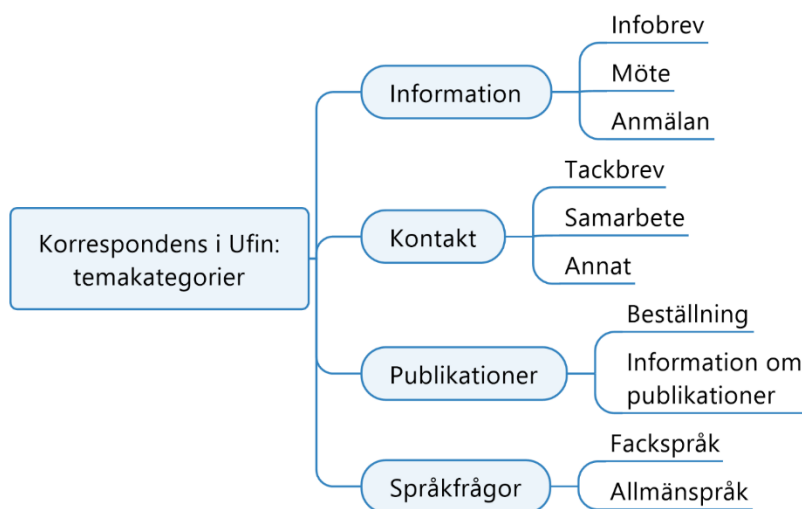 Korrespondens i Ufin:
temakategorier
Information
Infobrev
Möte
Anmälan
Kontakt
Tackbrev
Samarbete
Annat
Publikationer
Beställning
Information om
publikationer
Språkfrågor
Fackspråk
Allmänspråk